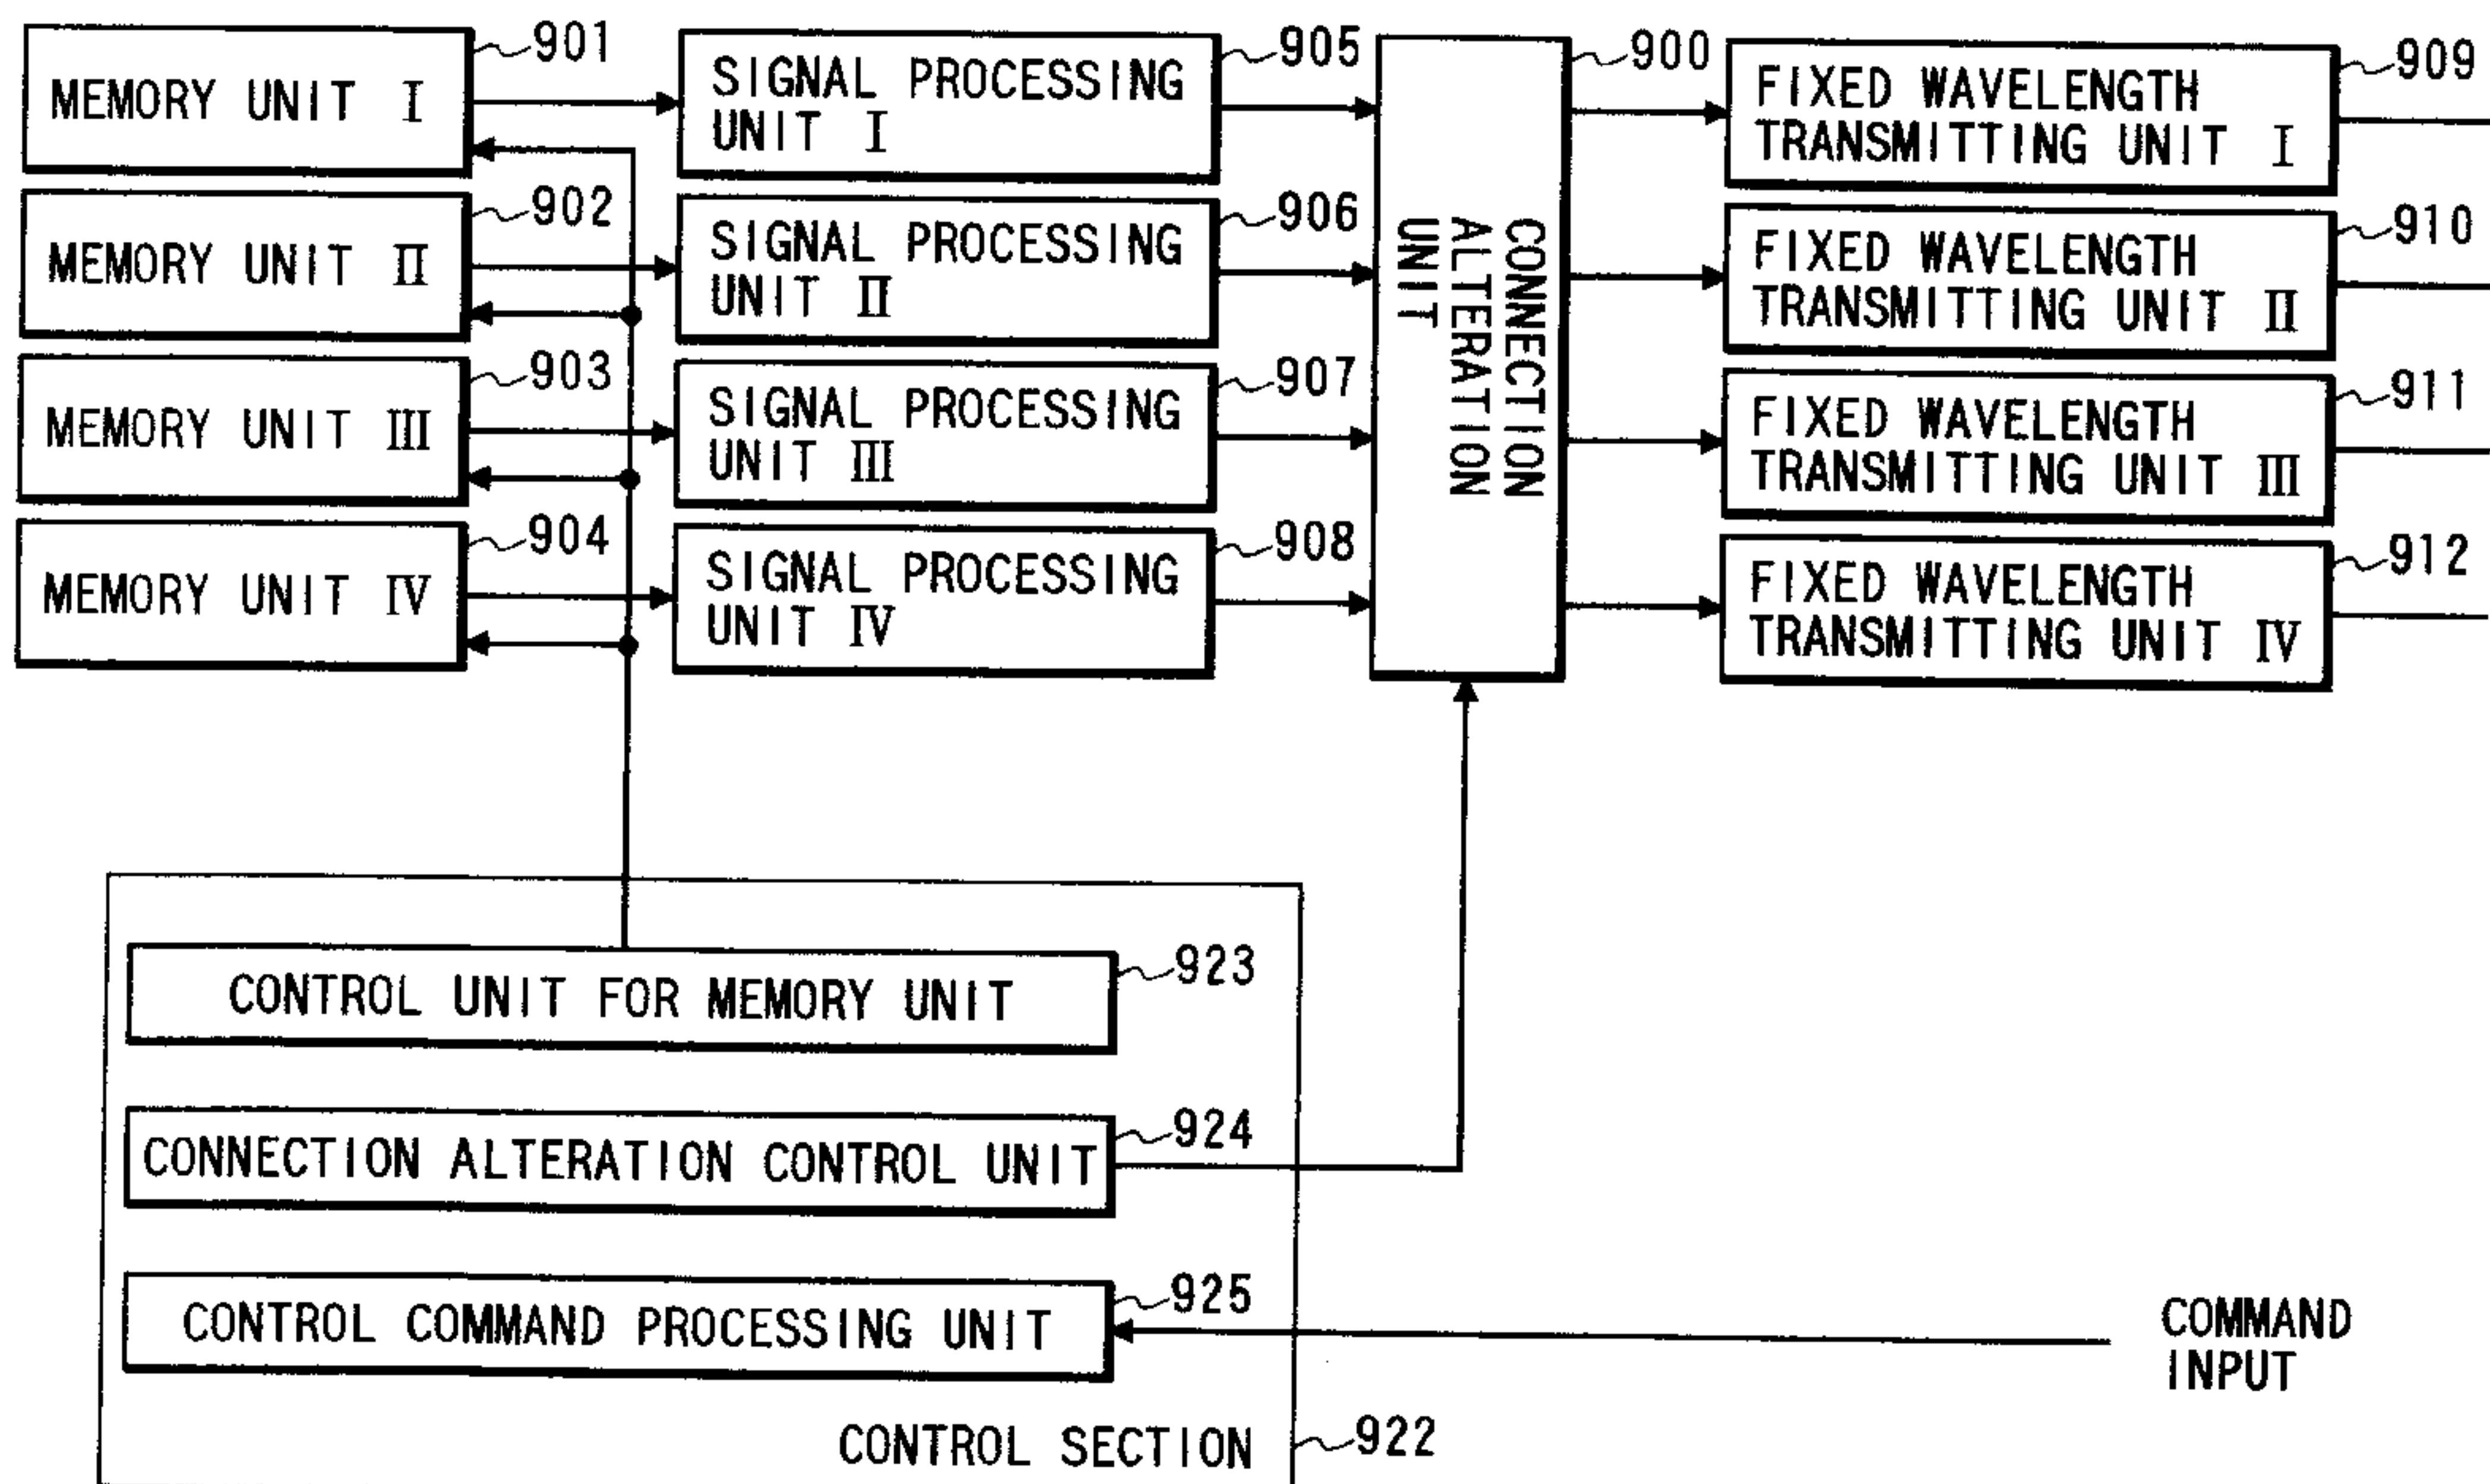 MEMORY UNIT I
901
SIGNAL PROCESSING
UNIT I
905
900
FIXED WAVELENGTH
TRANSMITTING UNIT I
909
MEMORY UNIT II
902
SIGNAL PROCESSING
UNIT II
906
CONNECTION
ALTERATION
UNIT
FIXED WAVELENGTH
TRANSMITTING UNIT II
910
MEMORY UNIT III
903
SIGNAL PROCESSING
UNIT III
907
FIXED WAVELENGTH
TRANSMITTING UNIT III
911
MEMORY UNIT IV
904
SIGNAL PROCESSING
UNIT IV
908
FIXED WAVELENGTH
TRANSMITTING UNIT IV
912
CONTROL UNIT FOR MEMORY UNIT
923
CONNECTION ALTERATION CONTROL UNIT
924
CONTROL COMMAND PROCESSING UNIT
925
COMMAND
INPUT
CONTROL SECTION
922